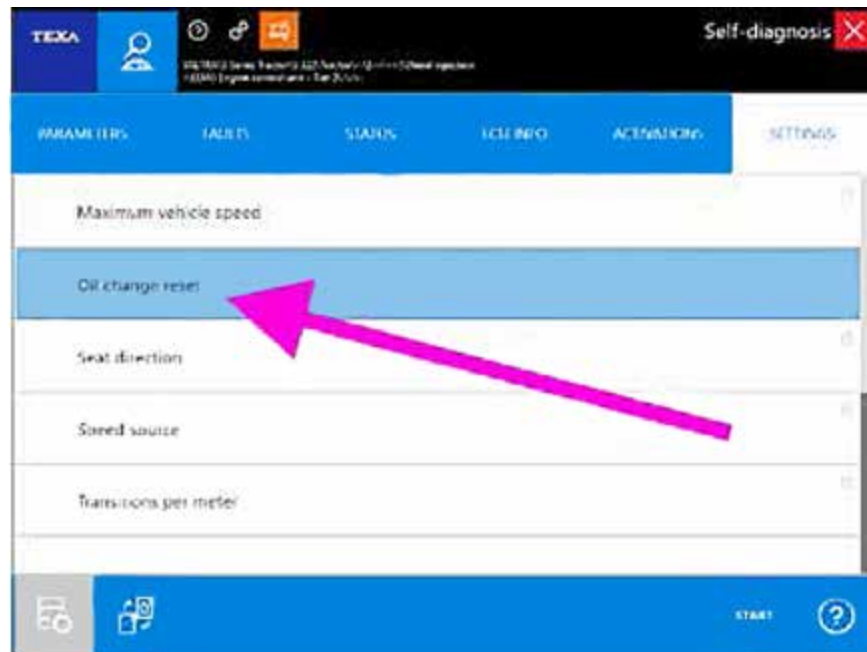 TEXA
Self-diagnosis
PARAMETERS FAULTS STATUS ECU INFO ACTIVATIONS SETTINGS
Maximum vehicle speed
Oil change reset
Seat direction
Speed source
Transitions per meter
START